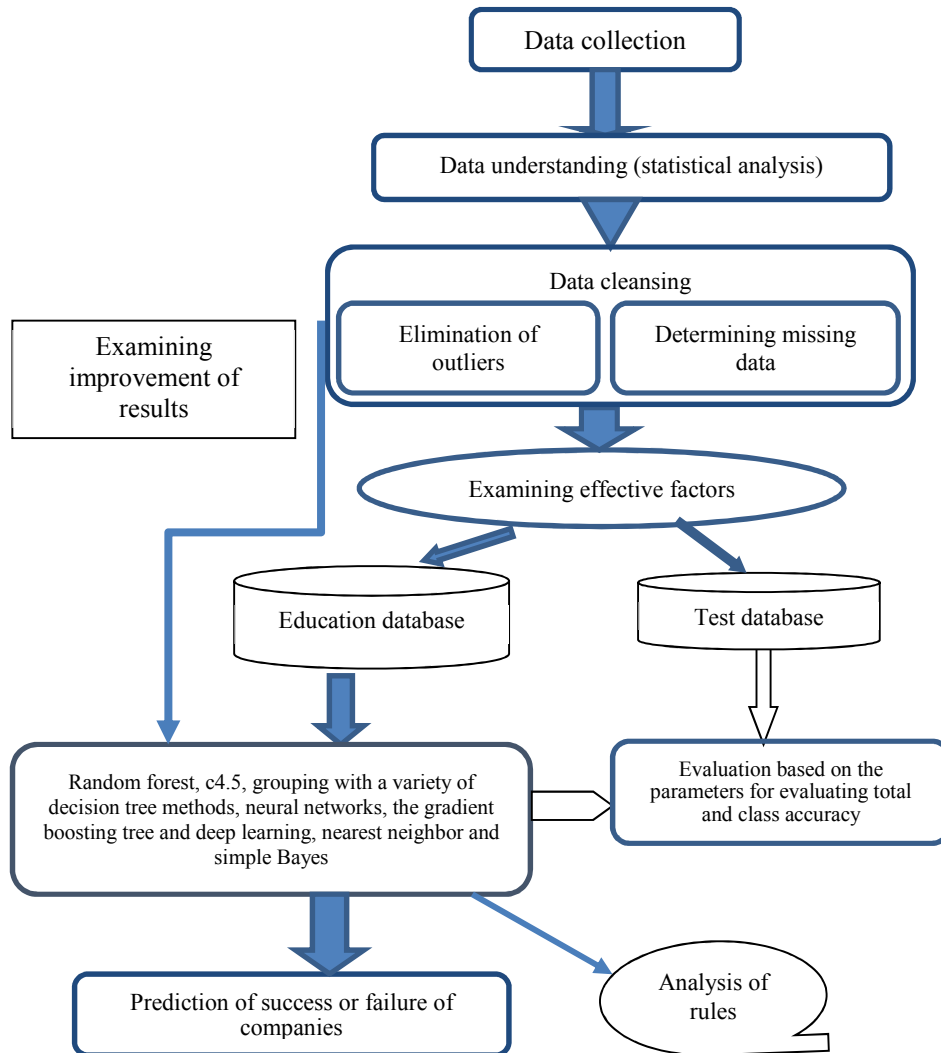 Data collection
Data understanding (statistical analysis)
Data cleansing
Elimination of
outliers
Determining missing
data
Examining
improvement of
results
Examining effective factors
Education database
Test database
Random forest, c4.5, grouping with a variety of
decision tree methods, neural networks, the gradient
boosting tree and deep learning, nearest neighbor and
simple Bayes
Evaluation based on the
parameters for evaluating total
and class accuracy
Prediction of success or failure of
companies
Analysis of
rules